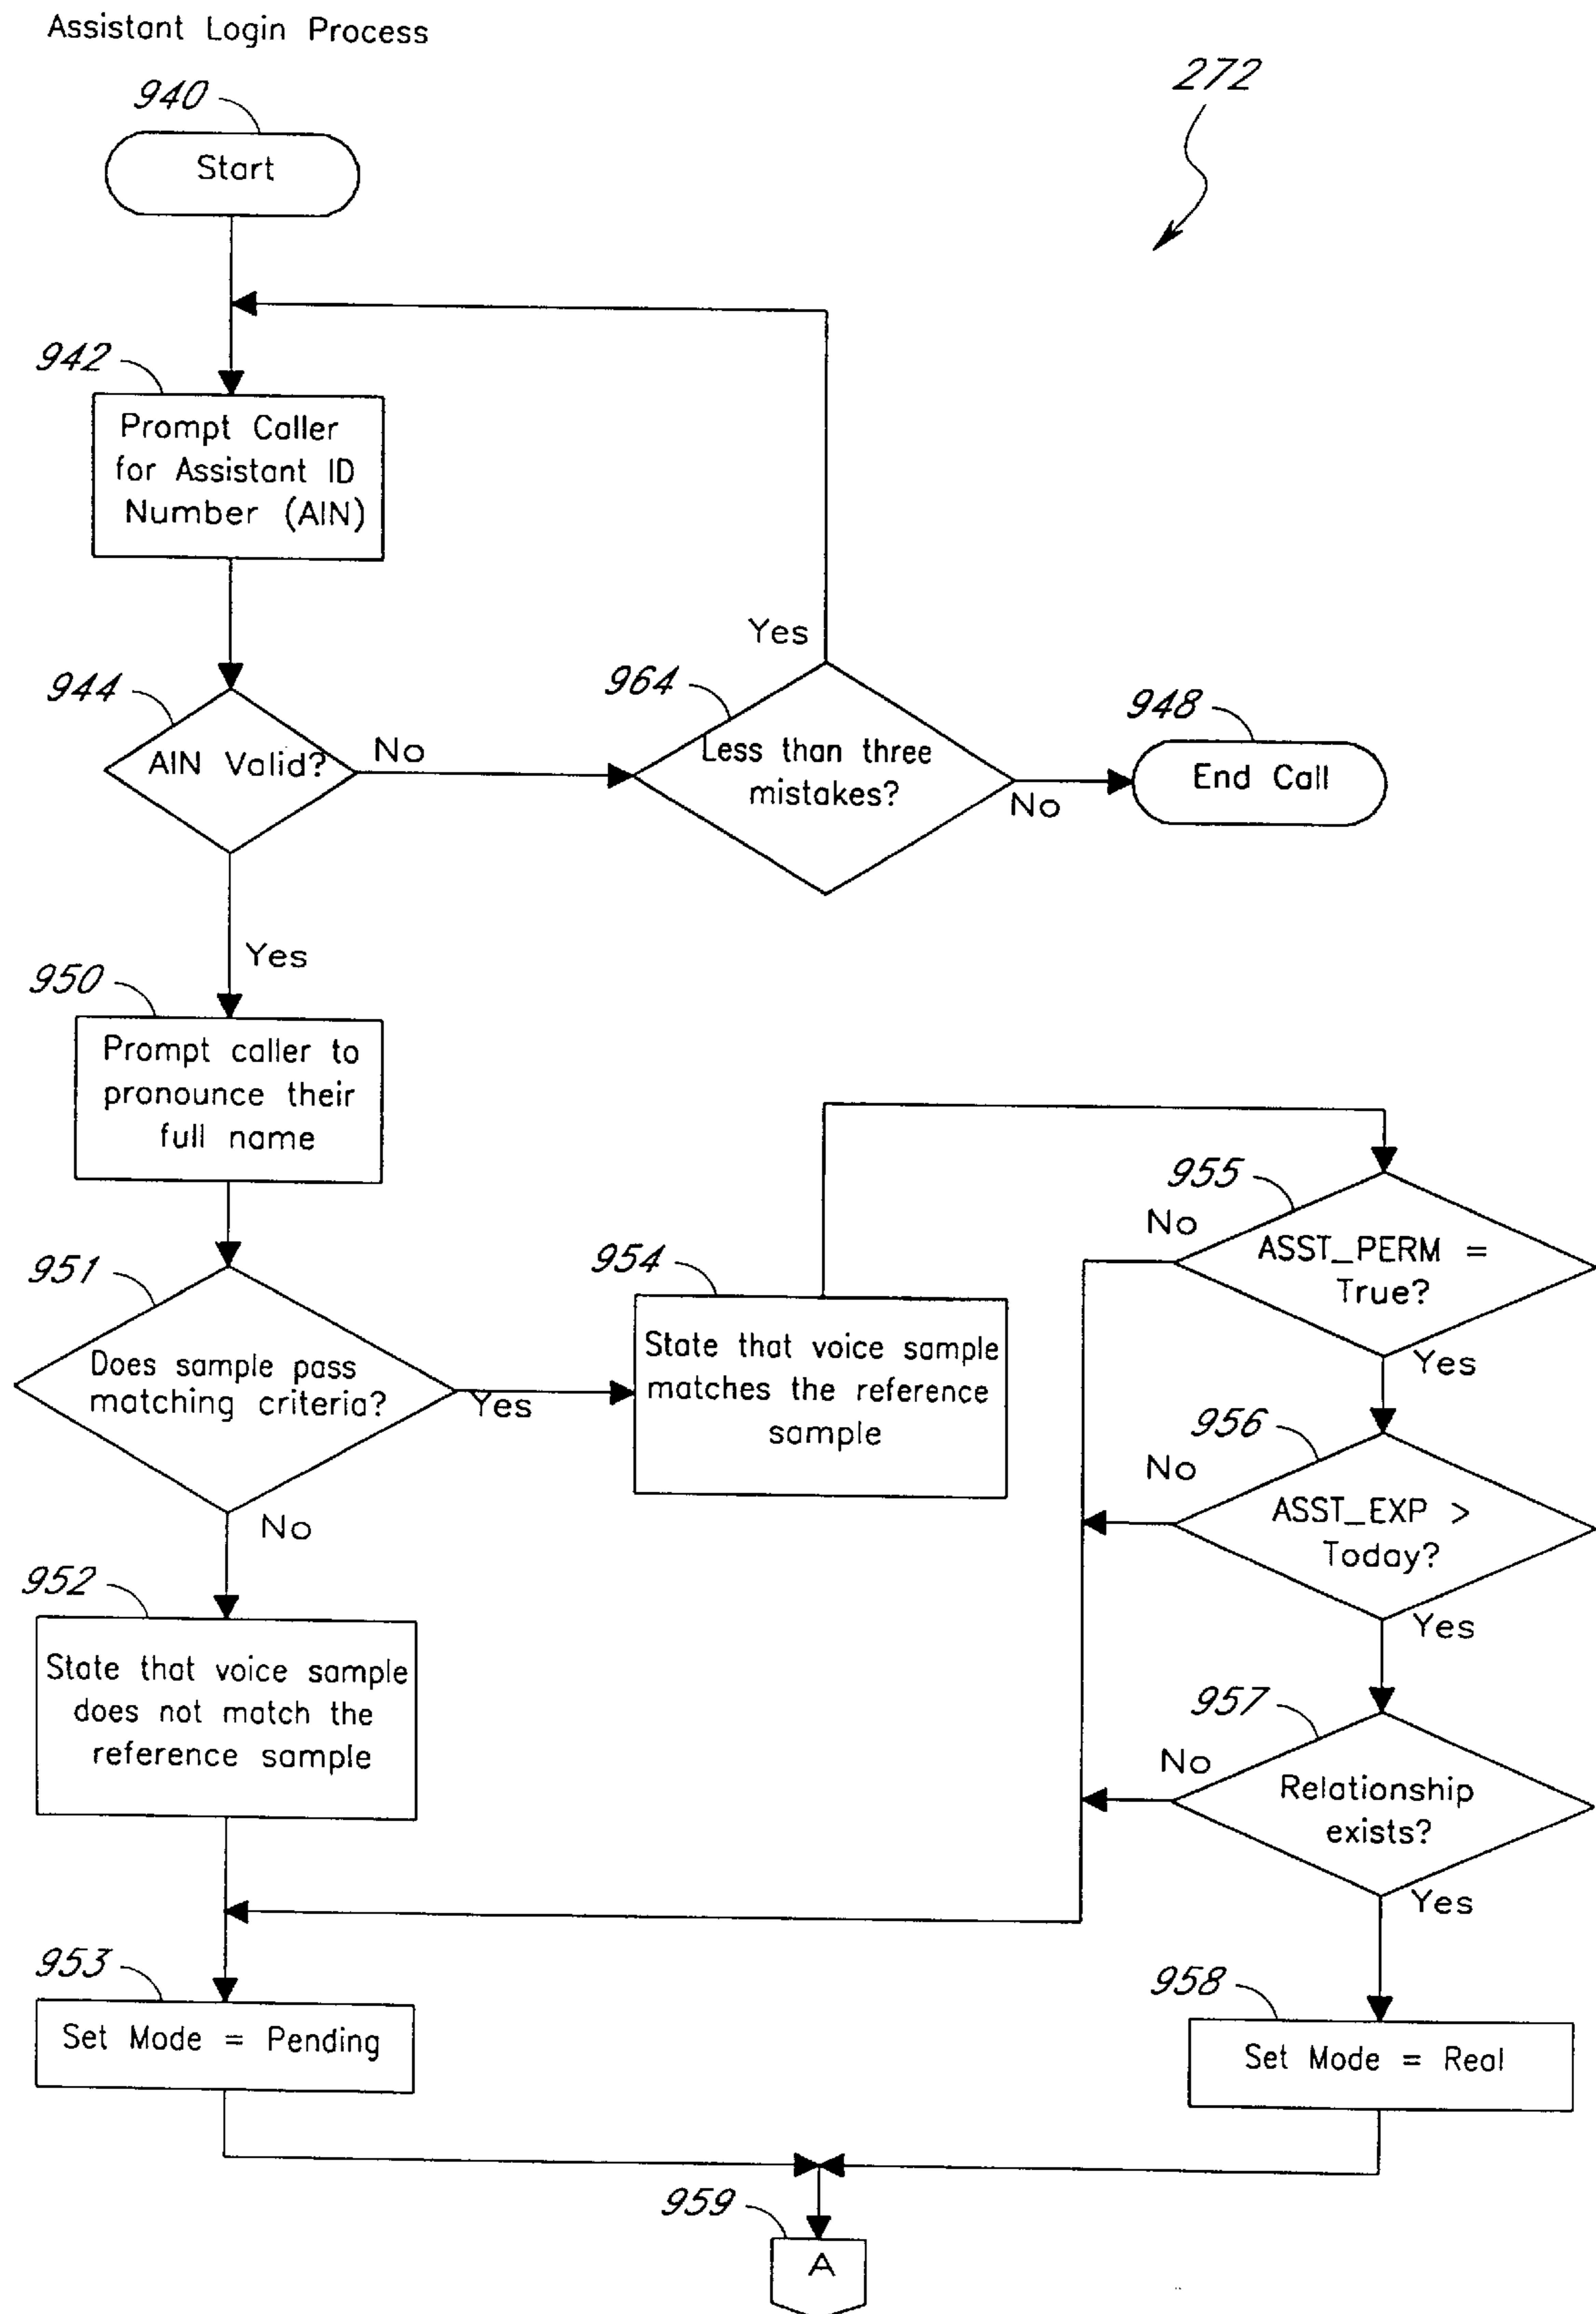 Assistant Login Process
272
940
Start
942
Prompt Caller
for Assistant ID
Number (AIN)
Yes
944
AIN Valid?
No
964
Less than three
mistakes?
No
948
End Call
Yes
950
Prompt caller to
pronounce their
full name
951
Does sample pass
matching criteria?
Yes
954
State that voice sample
matches the reference
sample
955
No
ASST_PERM =
True?
Yes
956
No
ASST_EXP >
Today?
Yes
No
952
State that voice sample
does not match the
reference sample
957
No
Relationship
exists?
Yes
953
Set Mode = Pending
958
Set Mode = Real
959
A